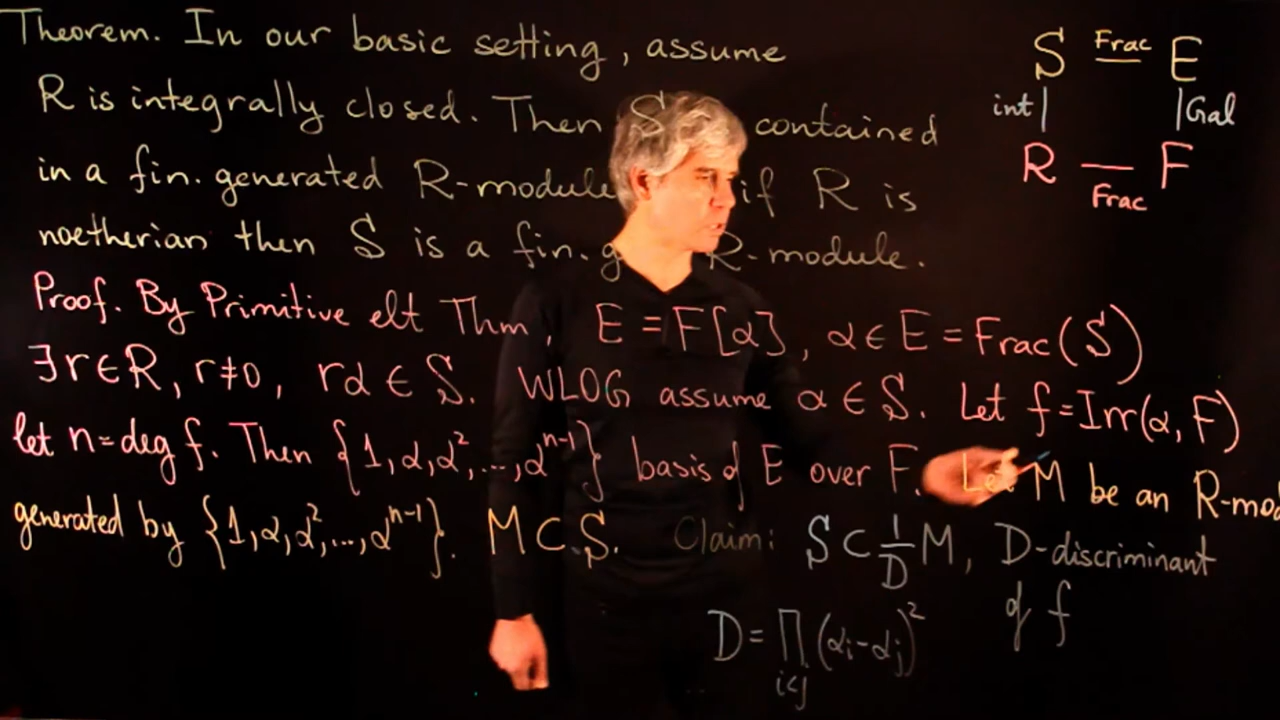 Theorem. In our basic setting, assume
R is integrally closed. Then S contained
in a fin. generated R-module if R is
noetherian then S is a fin. g R-module.
Proof. By Primitive elt Thm, E = F[α], α ∈ E = Frac(S)
∃r∈R, r≠0, rα ∈ S. WLOG assume α ∈ S. Let f=Irr(α, F)
let n=deg f. Then {1, α, α², ..., αⁿ⁻¹} basis of E over F. Let M be an R-mod
generated by {1, α, α², ..., αⁿ⁻¹}. M ⊂ S. Claim: S ⊂ 1/D M, D-discriminant
of f
D = ∏_{i<j} (αᵢ-αⱼ)²
S Frac E
int | | Gal
R — F
Frac